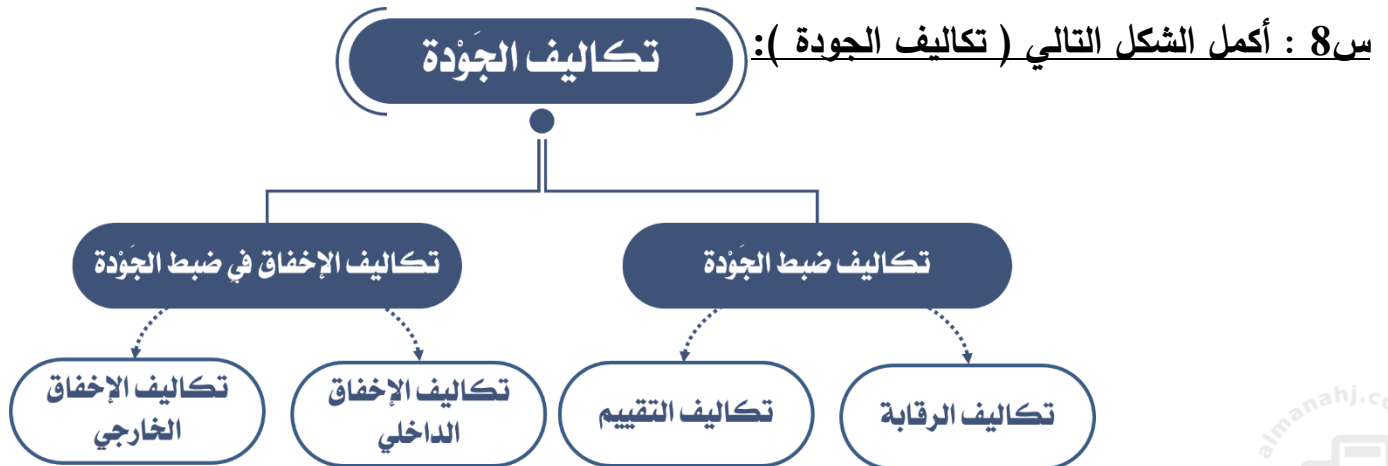 س8 : أكمل الشكل التالي ( تكاليف الجودة ):
تكاليف الجَوْدة
تكاليف ضبط الجَوْدة
تكاليف الإخفاق في ضبط الجَوْدة
تكاليف الرقابة
تكاليف التقييم
تكاليف الإخفاق
الداخلي
تكاليف الإخفاق
الخارجي